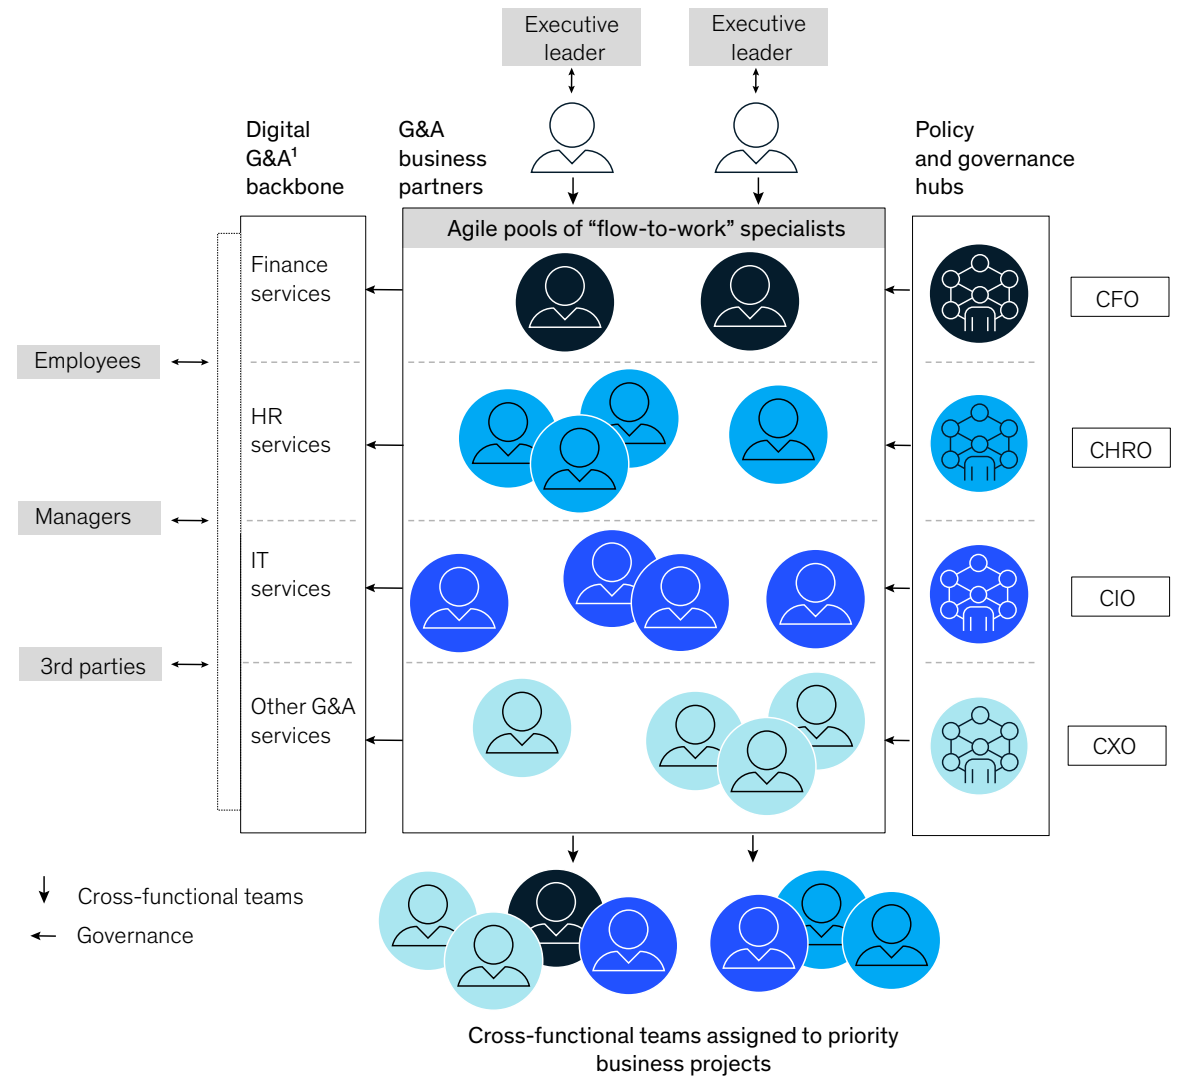 Executive
leader
Executive
leader
Digital
G&A¹
backbone
G&A
business
partners
Policy
and governance
hubs
Agile pools of “flow-to-work” specialists
Finance
services
CFO
Employees
HR
services
CHRO
Managers
IT
services
CIO
3rd parties
Other G&A
services
CXO
Cross-functional teams
Governance
Cross-functional teams assigned to priority
business projects